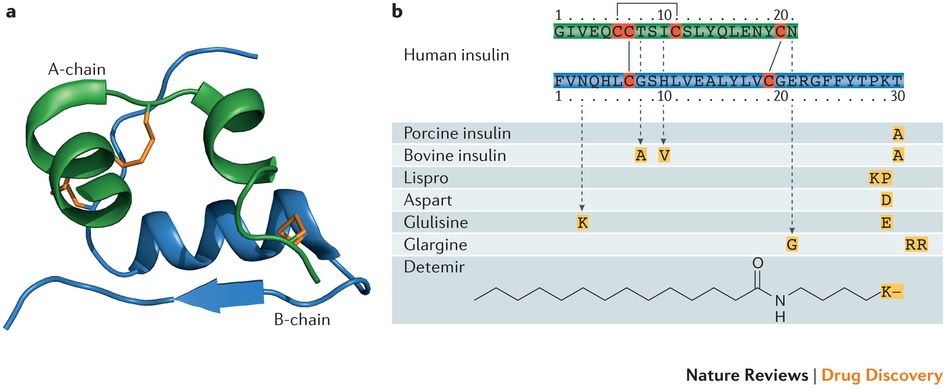 a
A-chain
B-chain
b
1 . . . . . . . . 10 . . . . . . . . 20 .
GIVEQCCTSICSLYQLENYCN
Human insulin
FVNQHLCGSHLVEALYLVCGERGFFYTPKT
1 10 20 30
Porcine insulin A
Bovine insulin A V A
Lispro KP
Aspart D
Glulisine K E
Glargine G RR
Detemir
O
N
H
K–
Nature Reviews | Drug Discovery